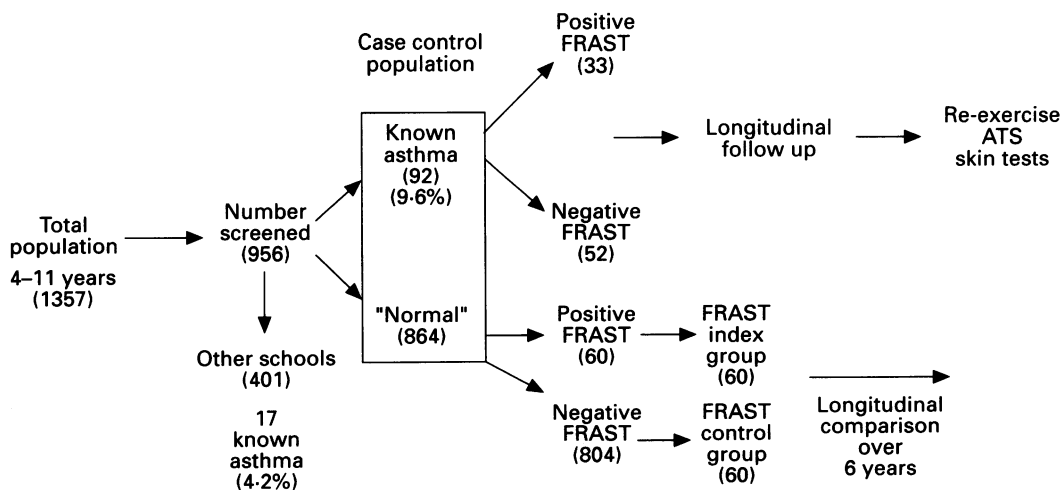 Total
population
4–11 years
(1357)
Number
screened
(956)
Other schools
(401)
17
known
asthma
(4·2%)
Case control
population
Known
asthma
(92)
(9·6%)
"Normal"
(864)
Positive
FRAST
(33)
Negative
FRAST
(52)
Longitudinal
follow up
Re-exercise
ATS
skin tests
Positive
FRAST
(60)
FRAST
index
group
(60)
Negative
FRAST
(804)
FRAST
control
group
(60)
Longitudinal
comparison
over
6 years